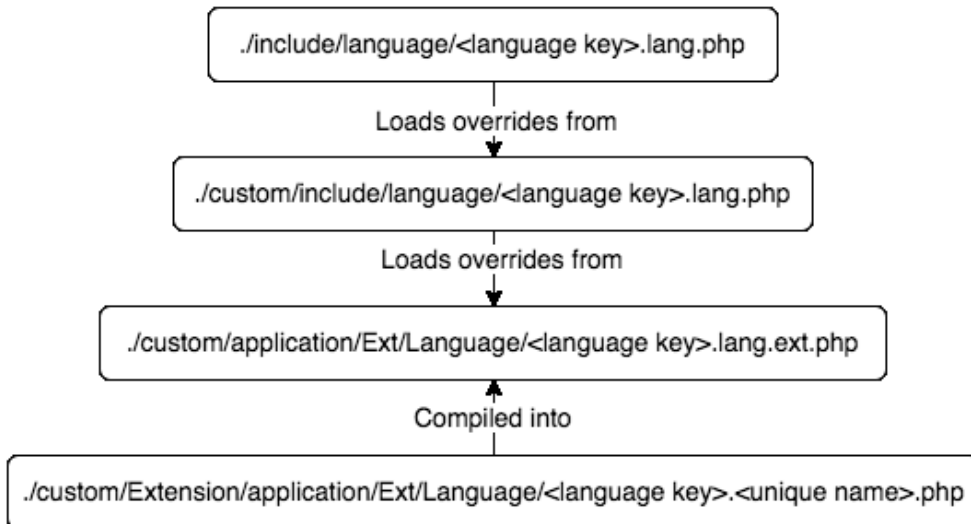 ./include/language/<language key>.lang.php
Loads overrides from
./custom/include/language/<language key>.lang.php
Loads overrides from
./custom/application/Ext/Language/<language key>.lang.ext.php
Compiled into
./custom/Extension/application/Ext/Language/<language key>.<unique name>.php